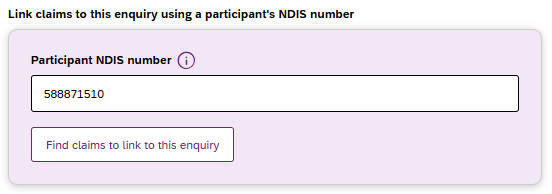 Link claims to this enquiry using a participant's NDIS number
Participant NDIS number
588871510
Find claims to link to this enquiry